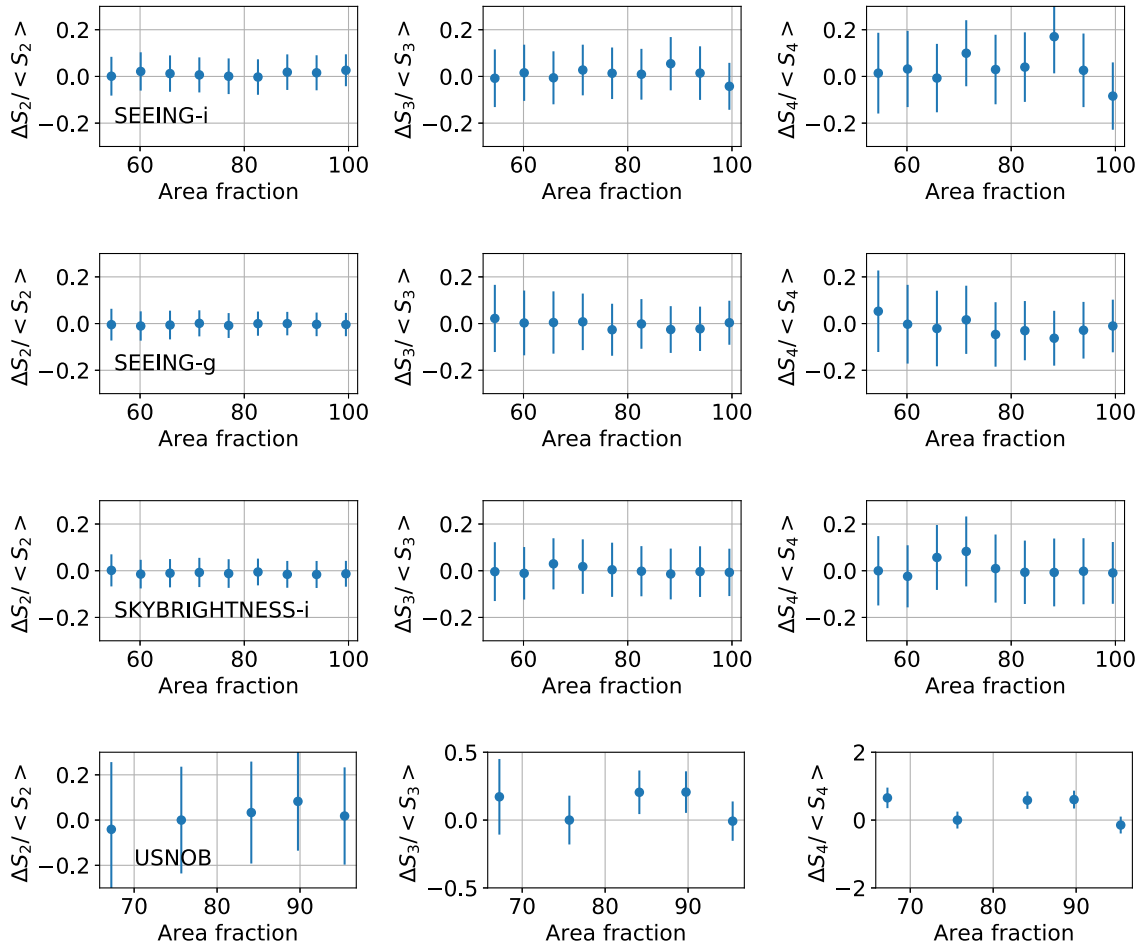 ΔS₂/ < S₂ >
0.2
0.0
−0.2
SEEING-i
60 80 100
Area fraction
ΔS₃/ < S₃ >
0.2
0.0
−0.2
60 80 100
Area fraction
ΔS₄/ < S₄ >
0.2
0.0
−0.2
60 80 100
Area fraction
ΔS₂/ < S₂ >
0.2
0.0
−0.2
SEEING-g
60 80 100
Area fraction
ΔS₃/ < S₃ >
0.2
0.0
−0.2
60 80 100
Area fraction
ΔS₄/ < S₄ >
0.2
0.0
−0.2
60 80 100
Area fraction
ΔS₂/ < S₂ >
0.2
0.0
−0.2
SKYBRIGHTNESS-i
60 80 100
Area fraction
ΔS₃/ < S₃ >
0.2
0.0
−0.2
60 80 100
Area fraction
ΔS₄/ < S₄ >
0.2
0.0
−0.2
60 80 100
Area fraction
ΔS₂/ < S₂ >
0.2
0.0
−0.2
USNOB
70 80 90
Area fraction
ΔS₃/ < S₃ >
0.5
0.0
−0.5
70 80 90
Area fraction
ΔS₄/ < S₄ >
2
0
−2
70 80 90
Area fraction